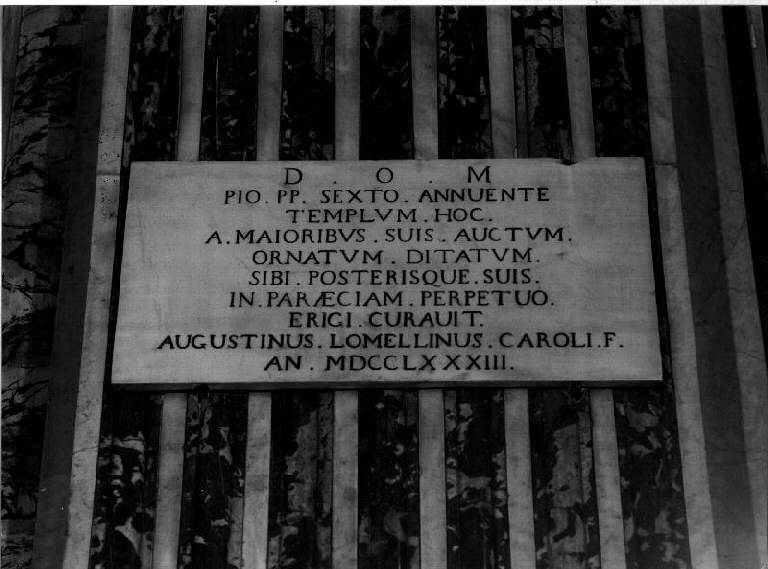 D . O . M
PIO . PP . SEXTO . ANNUENTE
TEMPLVM . HOC .
A . MAIORIBVS . SUIS . AUCTVM .
ORNATVM . DITATVM .
SIBI . POSTERISQUE . SUIS .
IN . PARÆCIAM . PERPETUO .
ERIGI . CURAUIT .
AUGUSTINUS . LOMELLINUS . CAROLI . F .
AN . MDCCLXXXIII .